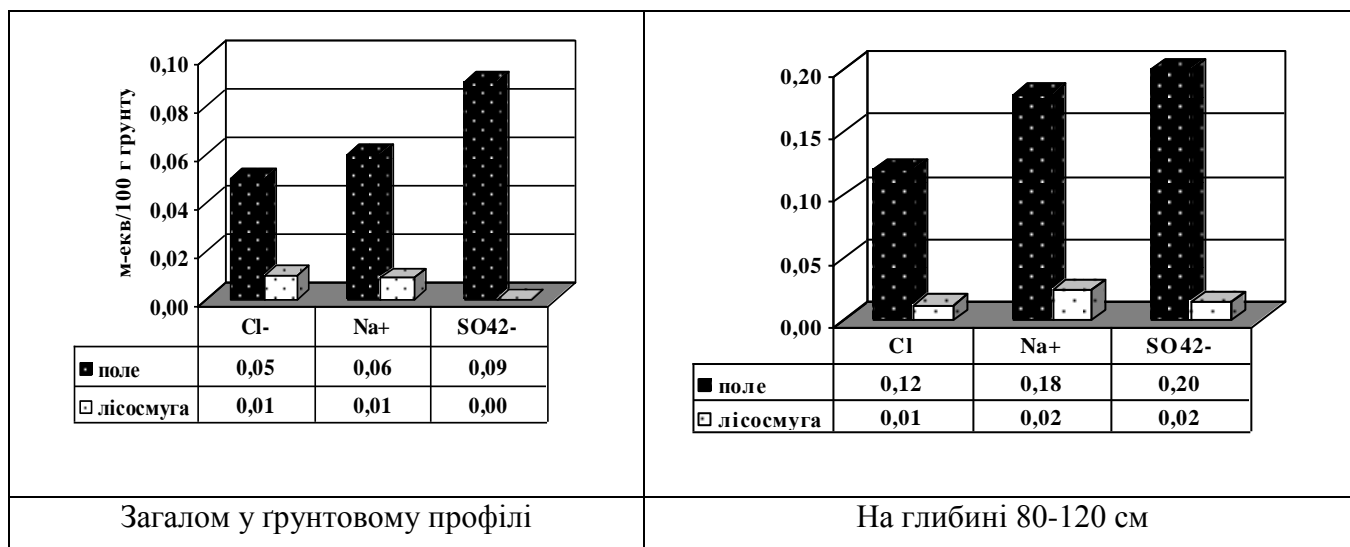 м-екв/100 г грунту
0,10
0,08
0,06
0,04
0,02
0,00
Cl- Na+ SO42-
поле 0,05 0,06 0,09
лісосмуга 0,01 0,01 0,00
Загалом у ґрунтовому профілі
0,20
0,15
0,10
0,05
0,00
Cl Na+ SO42-
поле 0,12 0,18 0,20
лісосмуга 0,01 0,02 0,02
На глибині 80-120 см